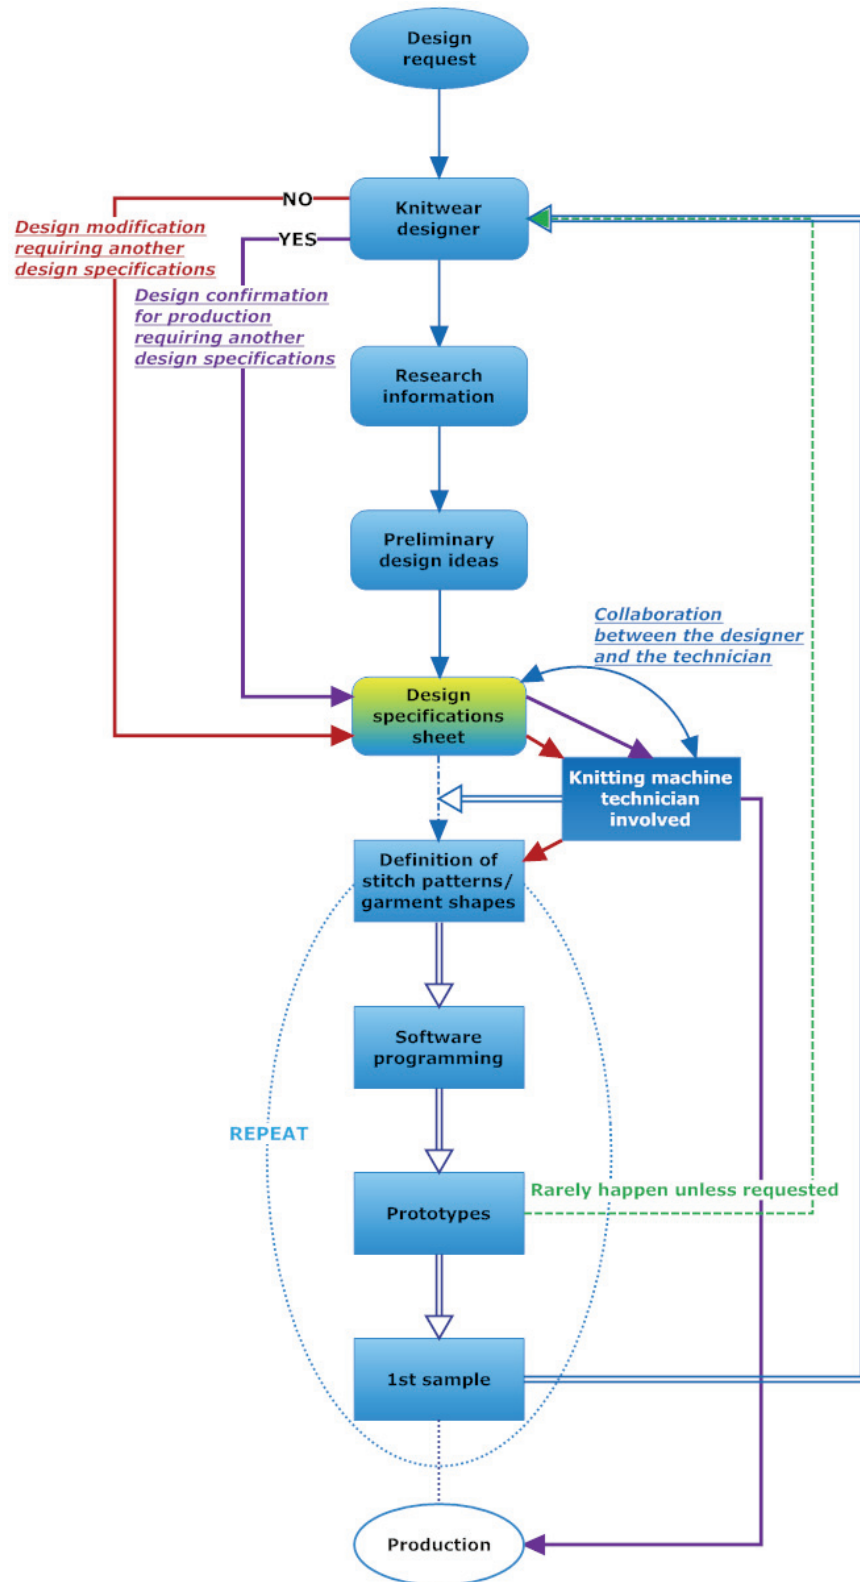 Design
request
NO
Knitwear
designer
YES
Design modification
requiring another
design specifications
Design confirmation
for production
requiring another
design specifications
Research
information
Preliminary
design ideas
Collaboration
between the designer
and the technician
Design
specifications
sheet
Knitting machine
technician
involved
Definition of
stitch patterns/
garment shapes
Software
programming
REPEAT
Rarely happen unless requested
Prototypes
1st sample
Production